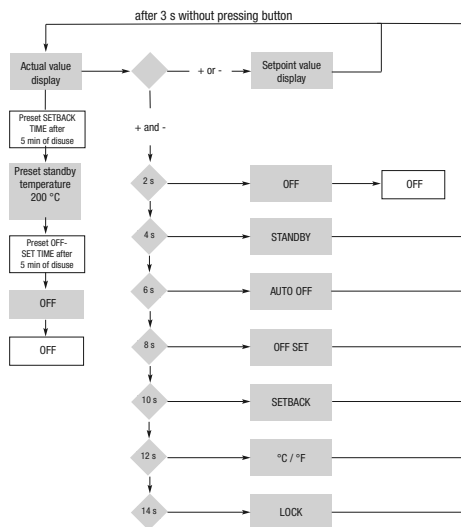 after 3 s without pressing button
Actual value
display
+ or -
Setpoint value
display
Preset SETBACK
TIME after
5 min of disuse
+ and -
Preset standby
temperature
200 °C
2 s
OFF
OFF
Preset OFF-
SET TIME after
5 min of disuse
4 s
STANDBY
6 s
AUTO OFF
OFF
8 s
OFF SET
OFF
10 s
SETBACK
12 s
°C / °F
14 s
LOCK